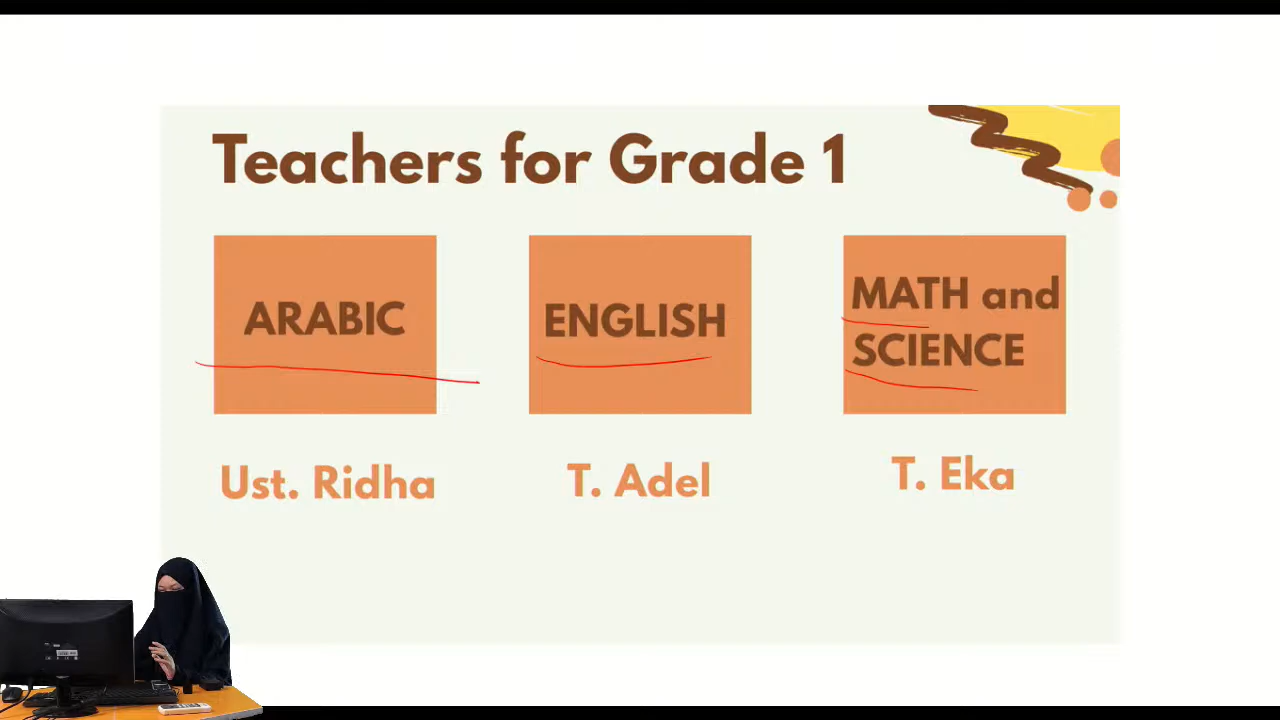 Teachers for Grade 1
ARABIC
ENGLISH
MATH and
SCIENCE
Ust. Ridha
T. Adel
T. Eka